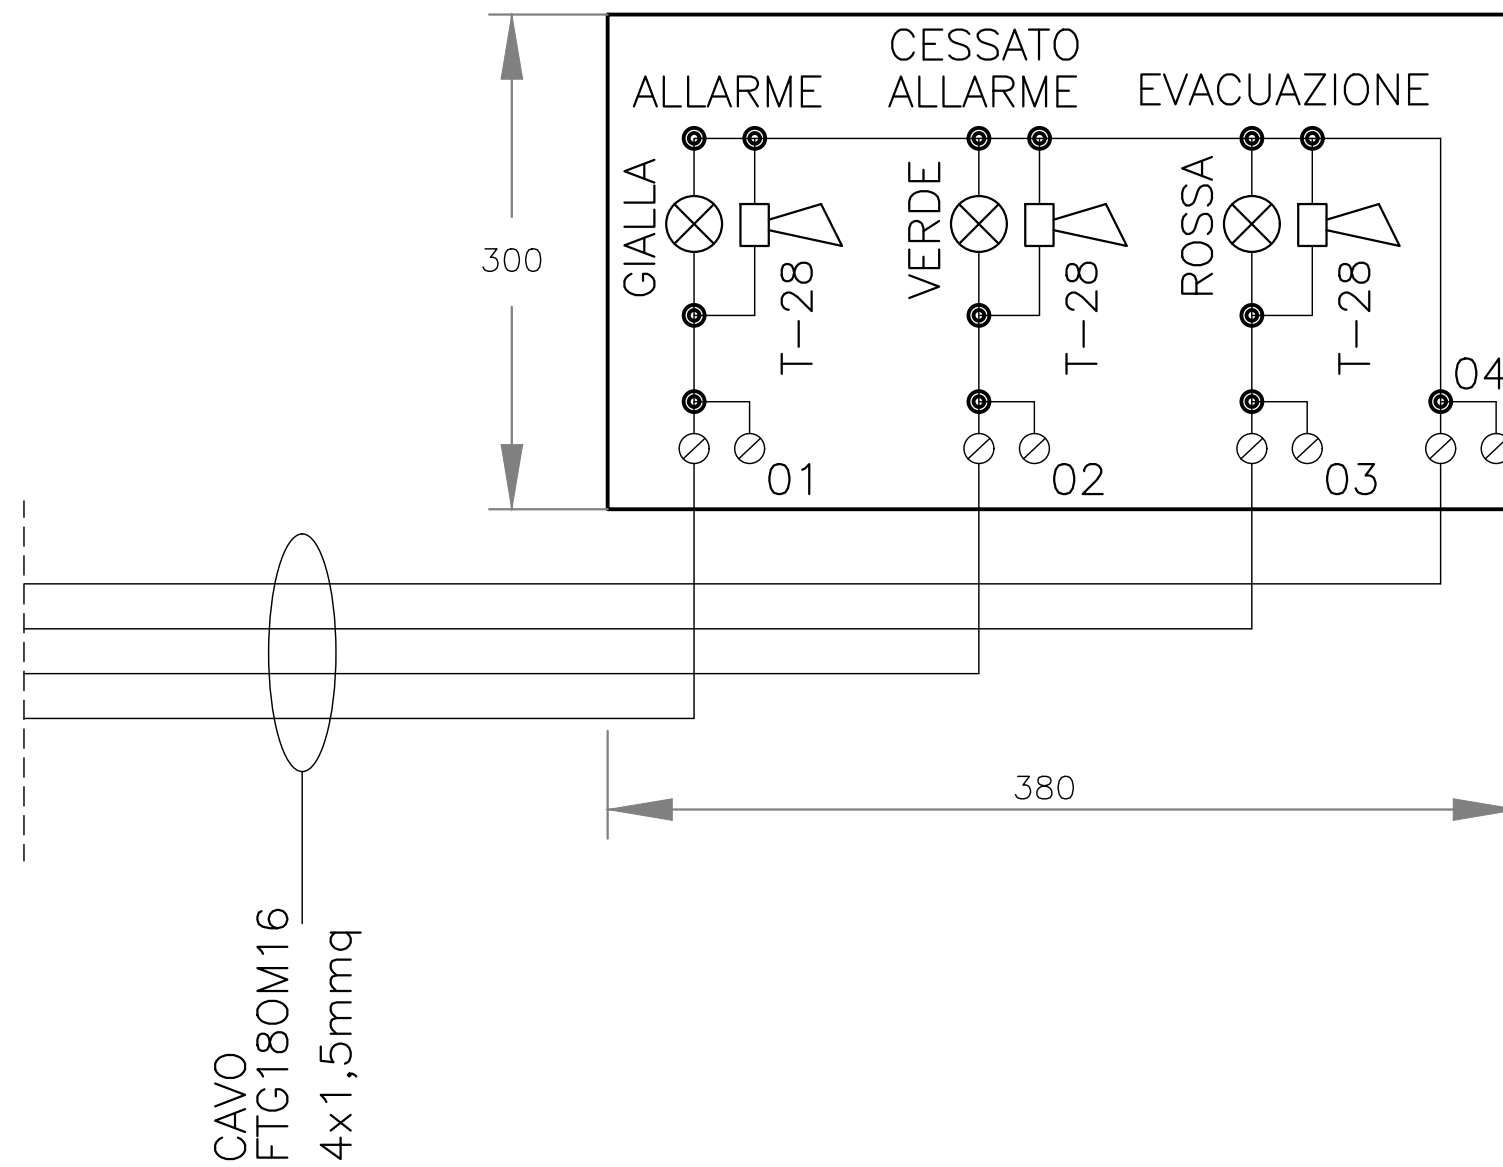 CESSATO
ALLARME
ALLARME
EVACUAZIONE
GIALLA
T-28
VERDE
T-28
ROSSA
T-28
300
04
01
02
03
380
CAVO
FTG18OM16
4x1,5mmq